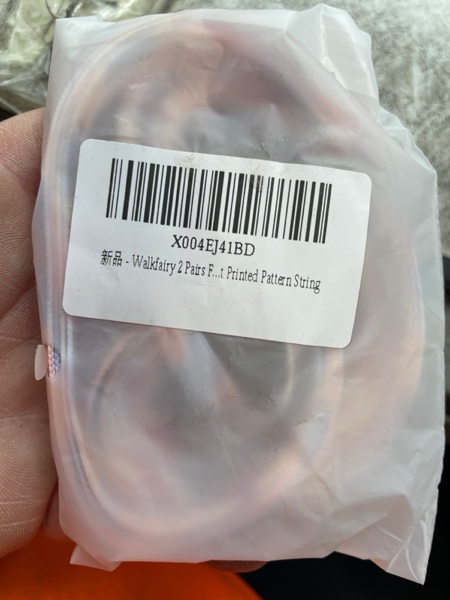 X004EJ41BD
新品 - Walkfairy 2 Pairs F...t Printed Pattern String